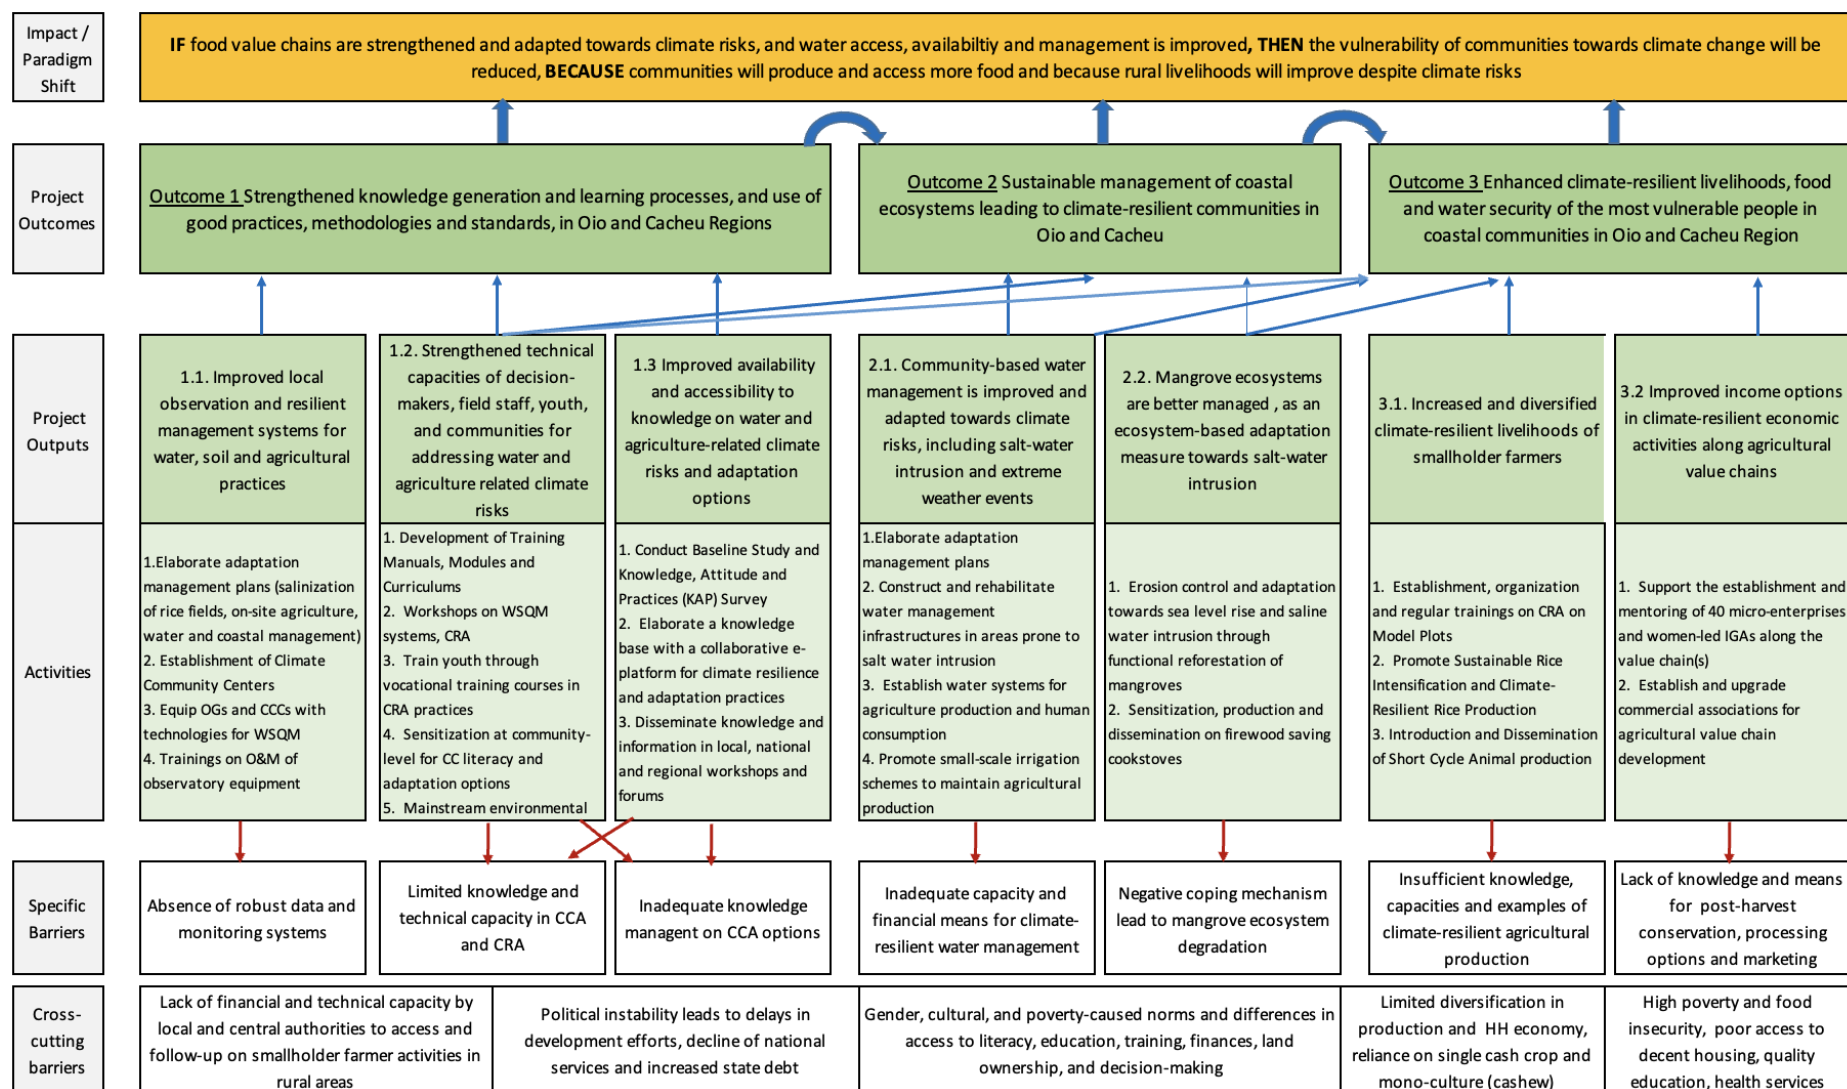 Impact /
Paradigm
Shift
IF food value chains are strengthened and adapted towards climate risks, and water access, availabiltiy and management is improved, THEN the vulnerability of communities towards climate change will be
reduced, BECAUSE communities will produce and access more food and because rural livelihoods will improve despite climate risks
Project
Outcomes
Outcome 1 Strengthened knowledge generation and learning processes, and use of
good practices, methodologies and standards, in Oio and Cacheu Regions
Outcome 2 Sustainable management of coastal
ecosystems leading to climate-resilient communities in
Oio and Cacheu
Outcome 3 Enhanced climate-resilient livelihoods, food
and water security of the most vulnerable people in
coastal communities in Oio and Cacheu Region
Project
Outputs
1.1. Improved local
observation and resilient
management systems for
water, soil and agricultural
practices
1.2. Strengthened technical
capacities of decision-
makers, field staff, youth,
and communities for
addressing water and
agriculture related climate
risks
1.3 Improved availability
and accessibility to
knowledge on water and
agriculture-related climate
risks and adaptation
options
2.1. Community-based water
management is improved and
adapted towards climate
risks, including salt-water
intrusion and extreme
weather events
2.2. Mangrove ecosystems
are better managed , as an
ecosystem-based adaptation
measure towards salt-water
intrusion
3.1. Increased and diversified
climate-resilient livelihoods of
smallholder farmers
3.2 Improved income options
in climate-resilient economic
activities along agricultural
value chains
Activities
1.Elaborate adaptation
management plans (salinization
of rice fields, on-site agriculture,
water and coastal management)
2. Establishment of Climate
Community Centers
3. Equip OGs and CCCs with
technologies for WSQM
4. Trainings on O&M of
observatory equipment
1. Development of Training
Manuals, Modules and
Curriculums
2. Workshops on WSQM
systems, CRA
3. Train youth through
vocational training courses in
CRA practices
4. Sensitization at community-
level for CC literacy and
adaptation options
5. Mainstream environmental
1. Conduct Baseline Study and
Knowledge, Attitude and
Practices (KAP) Survey
2. Elaborate a knowledge
base with a collaborative e-
platform for climate resilience
and adaptation practices
3. Disseminate knowledge and
information in local, national
and regional workshops and
forums
1.Elaborate adaptation
management plans
2. Construct and rehabilitate
water management
infrastructures in areas prone to
salt water intrusion
3. Establish water systems for
agriculture production and human
consumption
4. Promote small-scale irrigation
schemes to maintain agricultural
production
1. Erosion control and adaptation
towards sea level rise and saline
water intrusion through
functional reforestation of
mangroves
2. Sensitization, production and
dissemination on firewood saving
cookstoves
1. Establishment, organization
and regular trainings on CRA on
Model Plots
2. Promote Sustainable Rice
Intensification and Climate-
Resilient Rice Production
3. Introduction and Dissemination
of Short Cycle Animal production
1. Support the establishment and
mentoring of 40 micro-enterprises
and women-led IGAs along the
value chain(s)
2. Establish and upgrade
commercial associations for
agricultural value chain
development
Specific
Barriers
Absence of robust data and
monitoring systems
Limited knowledge and
technical capacity in CCA
and CRA
Inadequate knowledge
managent on CCA options
Inadequate capacity and
financial means for climate-
resilient water management
Negative coping mechanism
lead to mangrove ecosystem
degradation
Insufficient knowledge,
capacities and examples of
climate-resilient agricultural
production
Lack of knowledge and means
for post-harvest
conservation, processing
options and marketing
Cross-
cutting
barriers
Lack of financial and technical capacity by
local and central authorities to access and
follow-up on smallholder farmer activities in
rural areas
Political instability leads to delays in
development efforts, decline of national
services and increased state debt
Gender, cultural, and poverty-caused norms and differences in
access to literacy, education, training, finances, land
ownership, and decision-making
Limited diversification in
production and HH economy,
reliance on single cash crop and
mono-culture (cashew)
High poverty and food
insecurity, poor access to
decent housing, quality
education, health services